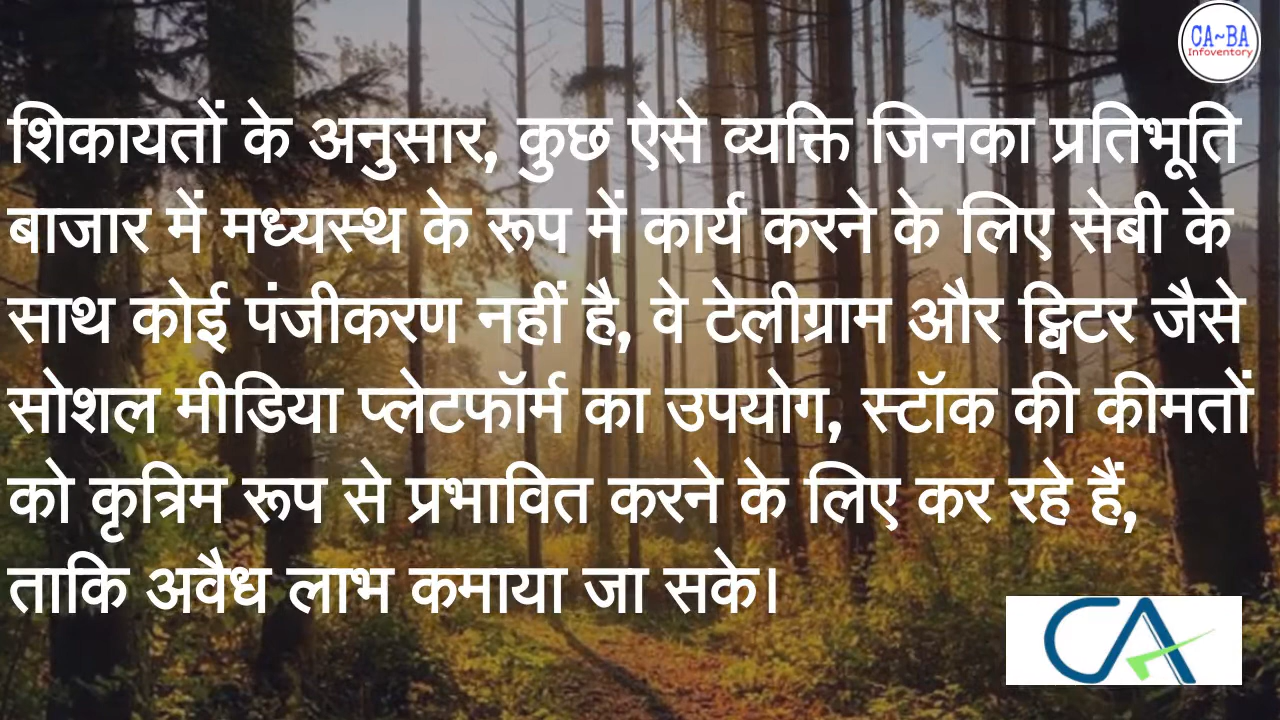 CA~BA
Infoventory
शिकायतों के अनुसार, कुछ ऐसे व्यक्ति जिनका प्रतिभूति
बाजार में मध्यस्थ के रूप में कार्य करने के लिए सेबी के
साथ कोई पंजीकरण नहीं है, वे टेलीग्राम और ट्विटर जैसे
सोशल मीडिया प्लेटफॉर्म का उपयोग, स्टॉक की कीमतों
को कृत्रिम रूप से प्रभावित करने के लिए कर रहे हैं,
ताकि अवैध लाभ कमाया जा सके।
CA